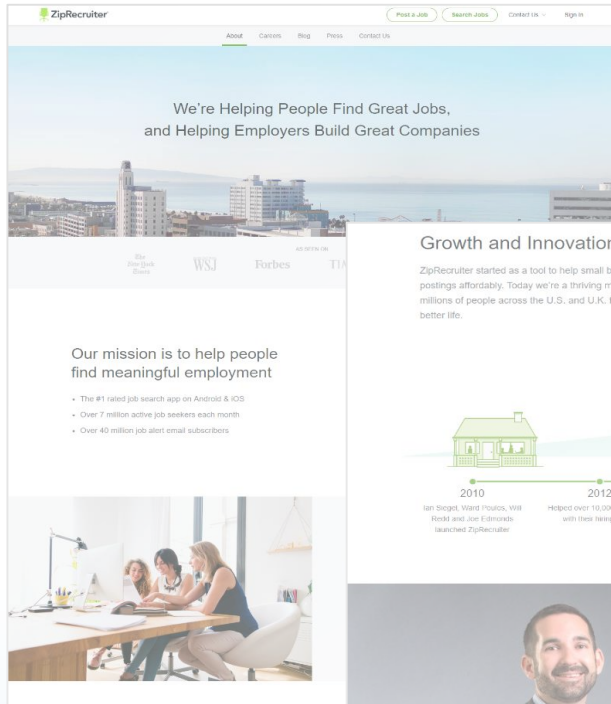 ZipRecruiter
Post a Job Search Jobs Contact Us Sign In
About Careers Blog Press Contact Us
We're Helping People Find Great Jobs,
and Helping Employers Build Great Companies
AS SEEN ON
The New York Times
WSJ Forbes TI
Growth and Innovation
ZipRecruiter started as a tool to help small b
postings affordably. Today we're a thriving m
millions of people across the U.S. and U.K.
better life.
Our mission is to help people
find meaningful employment
• The #1 rated job search app on Android & iOS
• Over 7 million active job seekers each month
• Over 40 million job alert email subscribers
2010
Ian Siegel, Ward Poulos, Will
Redd and Joe Edmonds
launched ZipRecruiter
2012
Helped over 10,00
with their hiring